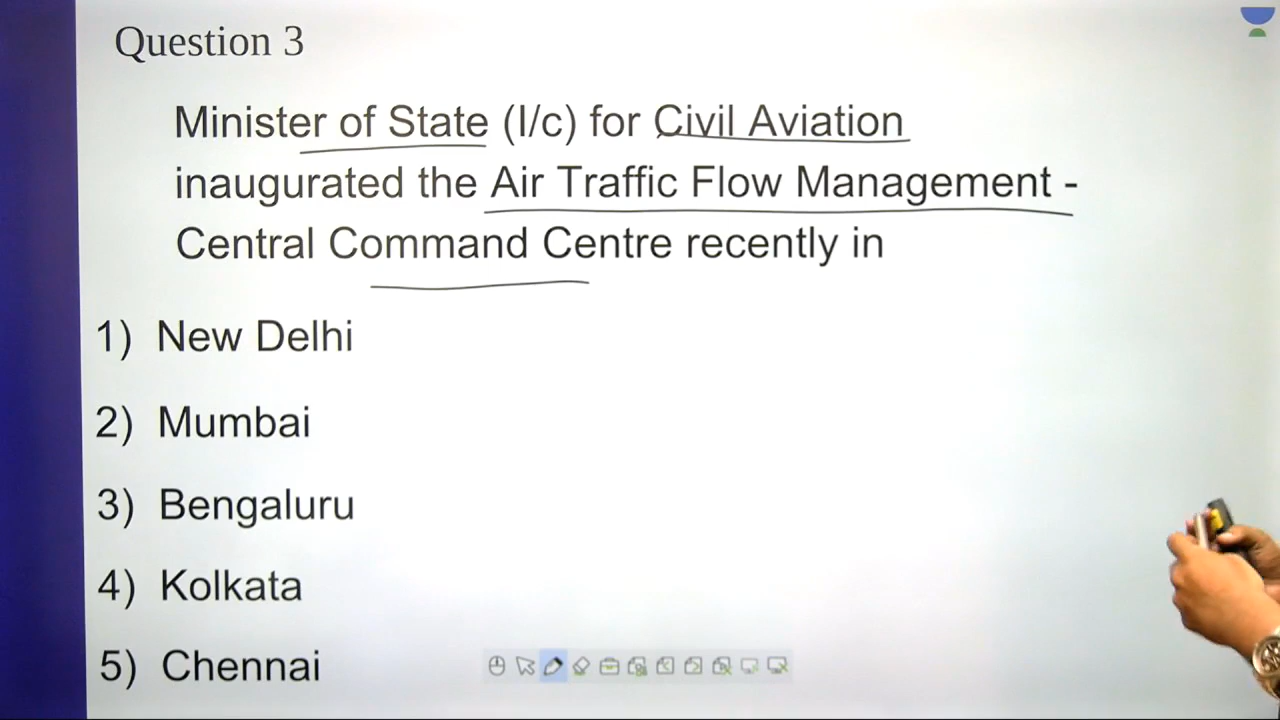 Question 3
Minister of State (I/c) for Civil Aviation
inaugurated the Air Traffic Flow Management -
Central Command Centre recently in
1) New Delhi
2) Mumbai
3) Bengaluru
4) Kolkata
5) Chennai